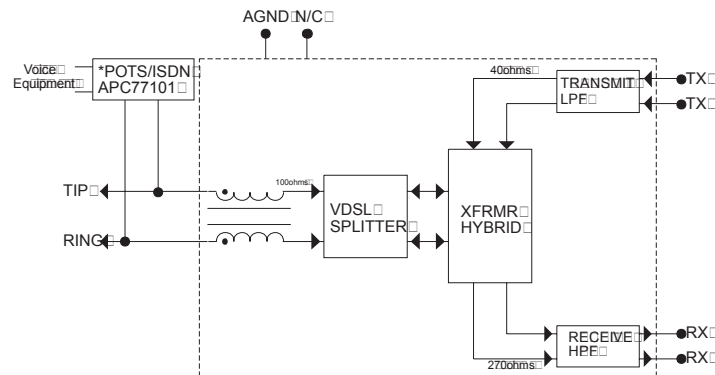 AGND N/C
Voice
Equipment
*POTS/ISDN
APC77101
40ohms
TRANSMIT
LPF
TX
TX
TIP
100ohms
VDSL
SPLITTER
XFRMR
HYBRID
RING
RECEIVE
HPF
RX
RX
270ohms